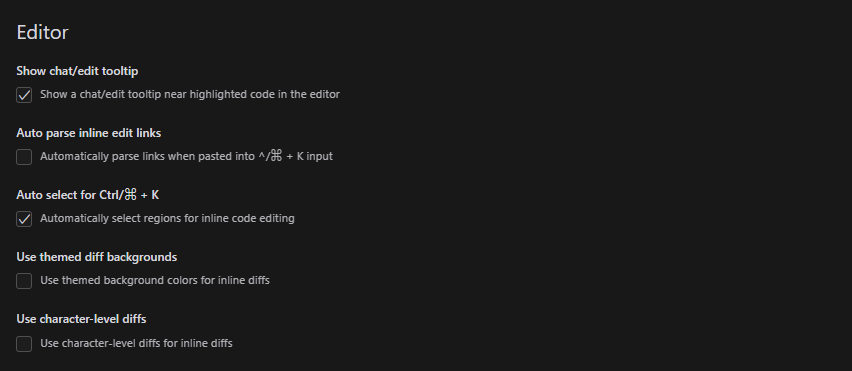 Editor
Show chat/edit tooltip
Show a chat/edit tooltip near highlighted code in the editor
Auto parse inline edit links
Automatically parse links when pasted into ^/⌘ + K input
Auto select for Ctrl/⌘ + K
Automatically select regions for inline code editing
Use themed diff backgrounds
Use themed background colors for inline diffs
Use character-level diffs
Use character-level diffs for inline diffs